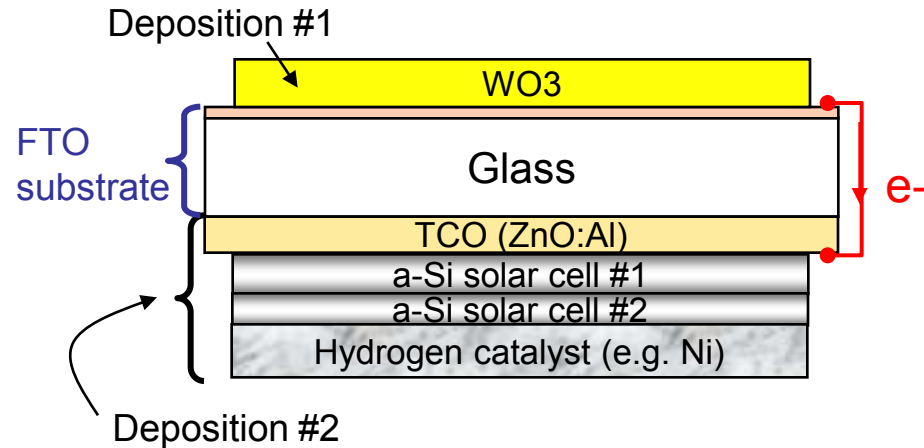 Deposition #1
WO3
FTO
substrate
Glass
e-
TCO (ZnO:Al)
a-Si solar cell #1
a-Si solar cell #2
Hydrogen catalyst (e.g. Ni)
Deposition #2